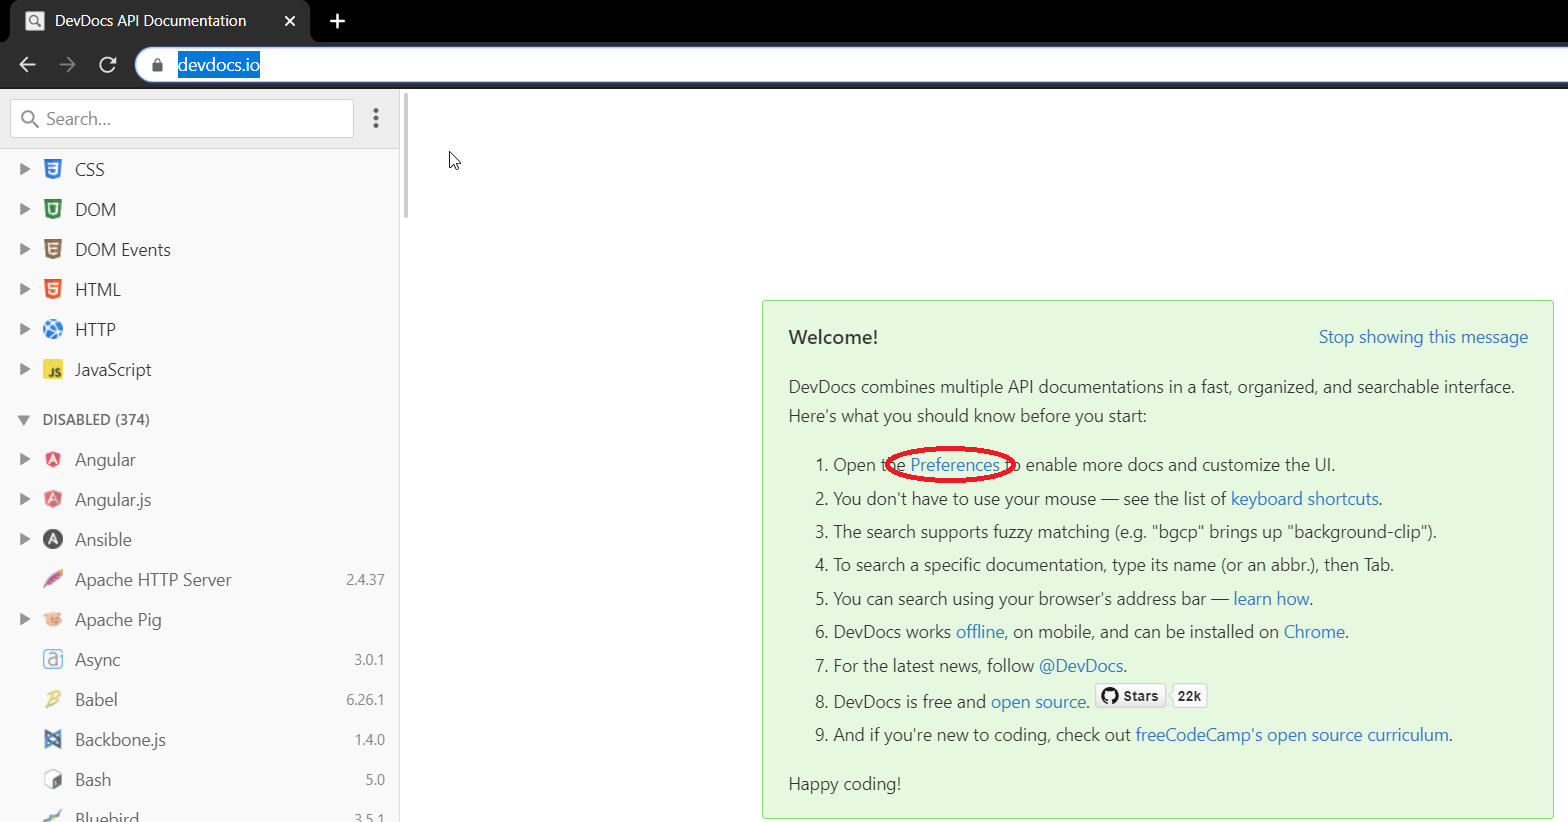 DevDocs API Documentation
devdocs.io
Search...
CSS
DOM
DOM Events
HTML
HTTP
JavaScript
DISABLED (374)
Angular
Angular.js
Ansible
Apache HTTP Server 2.4.37
Apache Pig
Async 3.0.1
Babel 6.26.1
Backbone.js 1.4.0
Bash 5.0
Bluebird 3.5.1
Welcome! Stop showing this message
DevDocs combines multiple API documentations in a fast, organized, and searchable interface.
Here's what you should know before you start:
1. Open the Preferences to enable more docs and customize the UI.
2. You don't have to use your mouse — see the list of keyboard shortcuts.
3. The search supports fuzzy matching (e.g. "bgcp" brings up "background-clip").
4. To search a specific documentation, type its name (or an abbr.), then Tab.
5. You can search using your browser's address bar — learn how.
6. DevDocs works offline, on mobile, and can be installed on Chrome.
7. For the latest news, follow @DevDocs.
8. DevDocs is free and open source. Stars 22k
9. And if you're new to coding, check out freeCodeCamp's open source curriculum.
Happy coding!